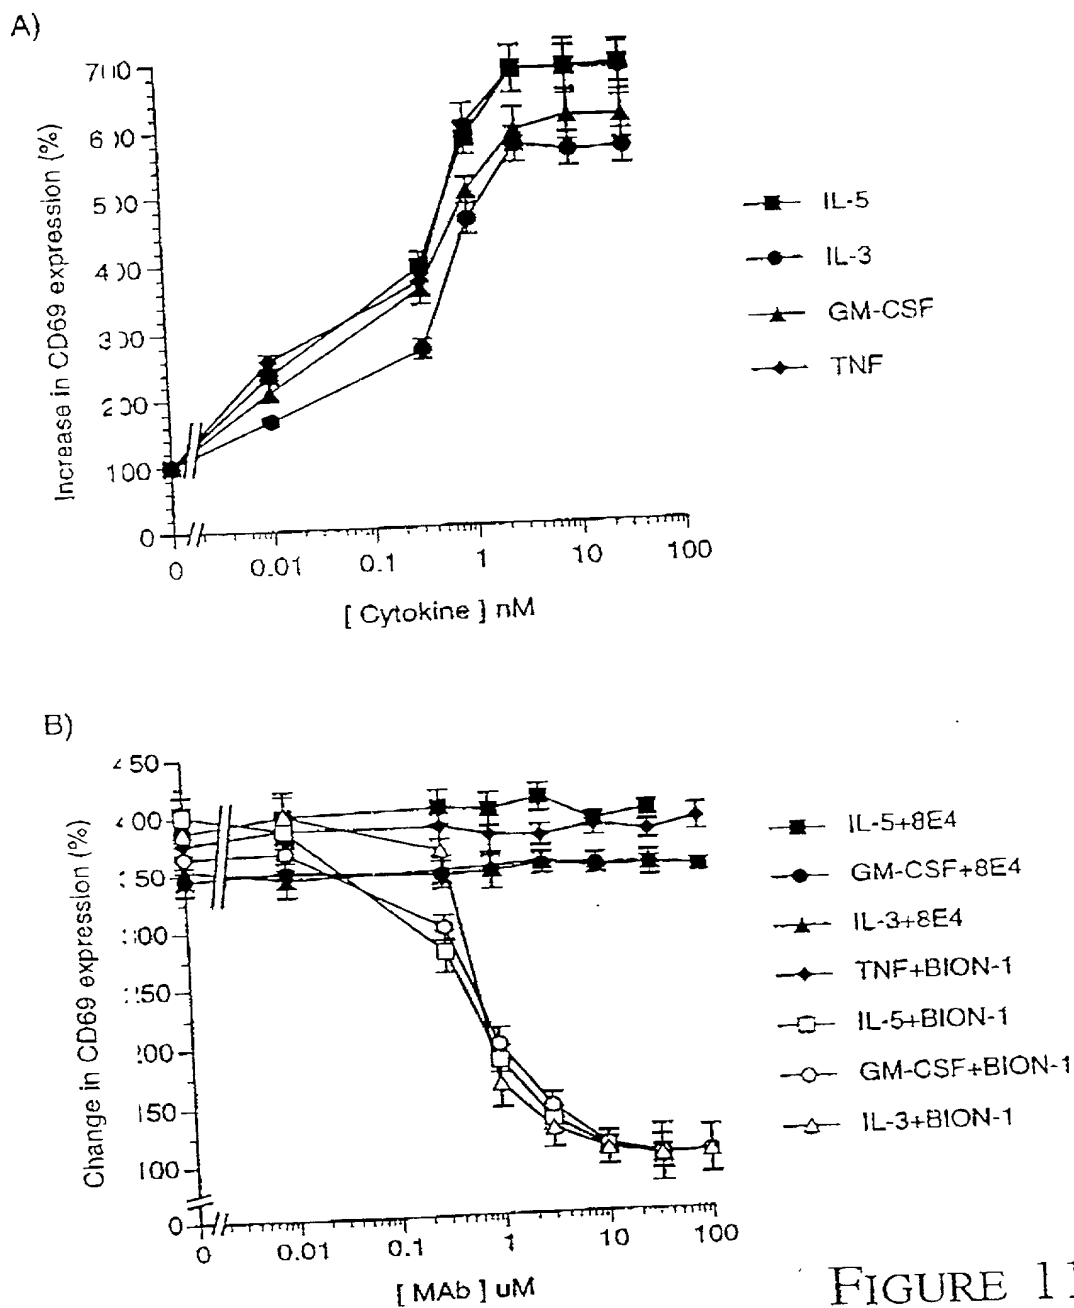 A)
Increase in CD69 expression (%)
700
600
500
400
300
200
100
0
0 0.01 0.1 1 10 100
[ Cytokine ] nM
IL-5
IL-3
GM-CSF
TNF
B)
Change in CD69 expression (%)
450
400
350
300
250
200
150
100
0
0 0.01 0.1 1 10 100
[ MAb ] uM
IL-5+8E4
GM-CSF+8E4
IL-3+8E4
TNF+BION-1
IL-5+BION-1
GM-CSF+BION-1
IL-3+BION-1
FIGURE 11